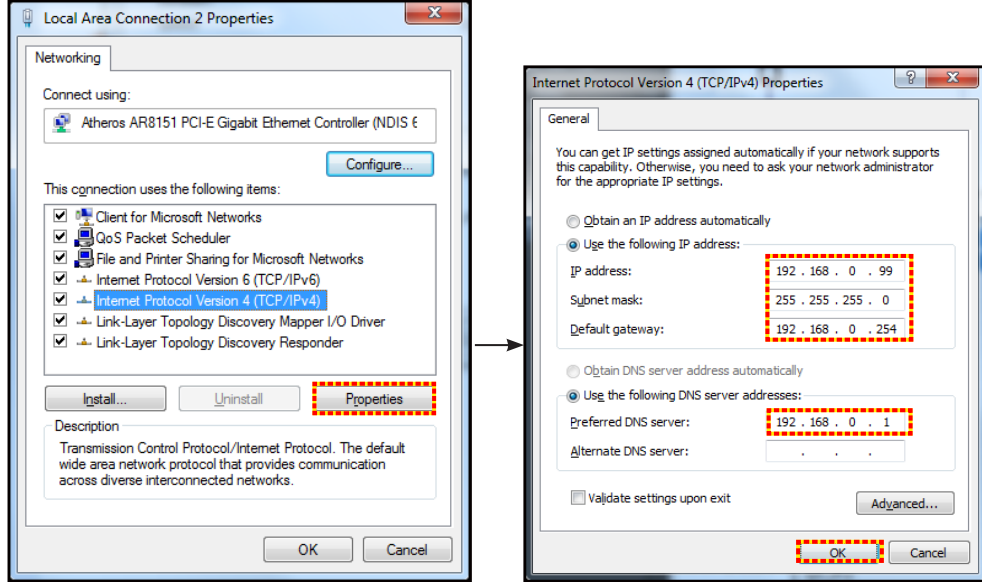 Local Area Connection 2 Properties
Networking
Connect using:
Atheros AR8151 PCI-E Gigabit Ethernet Controller (NDIS 6
Configure...
This connection uses the following items:
Client for Microsoft Networks
QoS Packet Scheduler
File and Printer Sharing for Microsoft Networks
Internet Protocol Version 6 (TCP/IPv6)
Internet Protocol Version 4 (TCP/IPv4)
Link-Layer Topology Discovery Mapper I/O Driver
Link-Layer Topology Discovery Responder
Install...
Uninstall
Properties
Description
Transmission Control Protocol/Internet Protocol. The default
wide area network protocol that provides communication
across diverse interconnected networks.
OK
Cancel
Internet Protocol Version 4 (TCP/IPv4) Properties
General
You can get IP settings assigned automatically if your network supports
this capability. Otherwise, you need to ask your network administrator
for the appropriate IP settings.
Obtain an IP address automatically
Use the following IP address:
IP address: 192 . 168 . 0 . 99
Subnet mask: 255 . 255 . 255 . 0
Default gateway: 192 . 168 . 0 . 254
Obtain DNS server address automatically
Use the following DNS server addresses:
Preferred DNS server: 192 . 168 . 0 . 1
Alternate DNS server: . . .
Validate settings upon exit
Advanced...
OK
Cancel